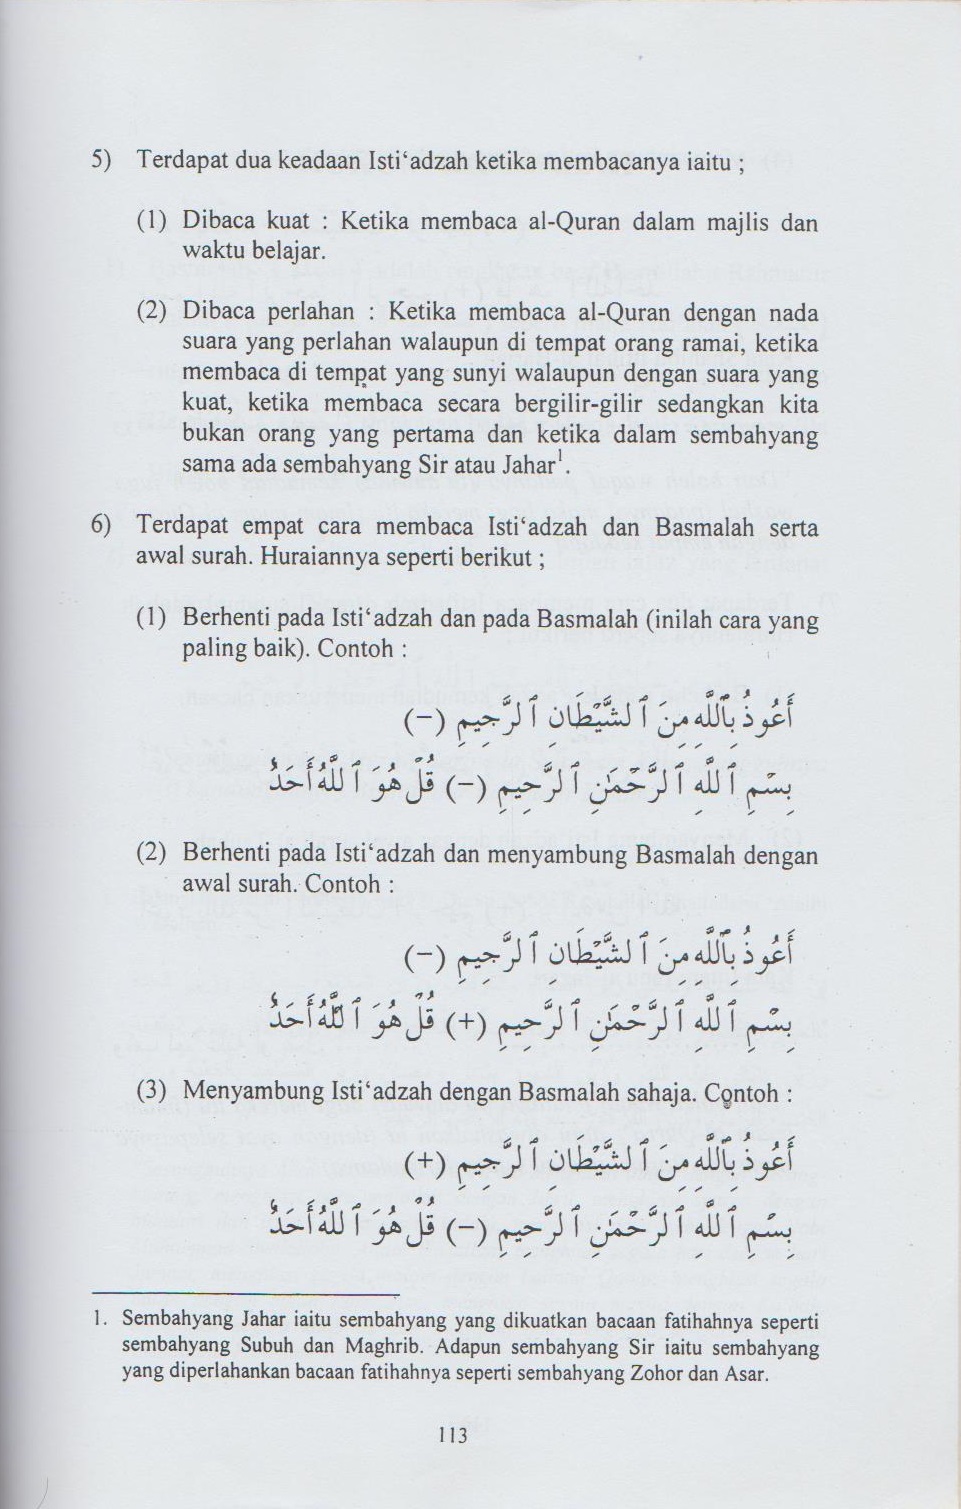 5) Terdapat dua keadaan Isti‘adzah ketika membacanya iaitu ;
(1) Dibaca kuat : Ketika membaca al-Quran dalam majlis dan
waktu belajar.
(2) Dibaca perlahan : Ketika membaca al-Quran dengan nada
suara yang perlahan walaupun di tempat orang ramai, ketika
membaca di tempat yang sunyi walaupun dengan suara yang
kuat, ketika membaca secara bergilir-gilir sedangkan kita
bukan orang yang pertama dan ketika dalam sembahyang
sama ada sembahyang Sir atau Jahar¹.
6) Terdapat empat cara membaca Isti‘adzah dan Basmalah serta
awal surah. Huraiannya seperti berikut ;
(1) Berhenti pada Isti‘adzah dan pada Basmalah (inilah cara yang
paling baik). Contoh :
أَعُوذُ بِٱللَّهِ مِنَ ٱلشَّيْطَانِ ٱلرَّجِيمِ (−)
بِسْمِ ٱللَّهِ ٱلرَّحْمَٰنِ ٱلرَّحِيمِ (−) قُلْ هُوَ ٱللَّهُ أَحَدٌ
(2) Berhenti pada Isti‘adzah dan menyambung Basmalah dengan
awal surah. Contoh :
أَعُوذُ بِٱللَّهِ مِنَ ٱلشَّيْطَانِ ٱلرَّجِيمِ (−)
بِسْمِ ٱللَّهِ ٱلرَّحْمَٰنِ ٱلرَّحِيمِ (+) قُلْ هُوَ ٱللَّهُ أَحَدٌ
(3) Menyambung Isti‘adzah dengan Basmalah sahaja. Contoh :
أَعُوذُ بِٱللَّهِ مِنَ ٱلشَّيْطَانِ ٱلرَّجِيمِ (+)
بِسْمِ ٱللَّهِ ٱلرَّحْمَٰنِ ٱلرَّحِيمِ (−) قُلْ هُوَ ٱللَّهُ أَحَدٌ
1. Sembahyang Jahar iaitu sembahyang yang dikuatkan bacaan fatihahnya seperti
sembahyang Subuh dan Maghrib. Adapun sembahyang Sir iaitu sembahyang
yang diperlahankan bacaan fatihahnya seperti sembahyang Zohor dan Asar.
113